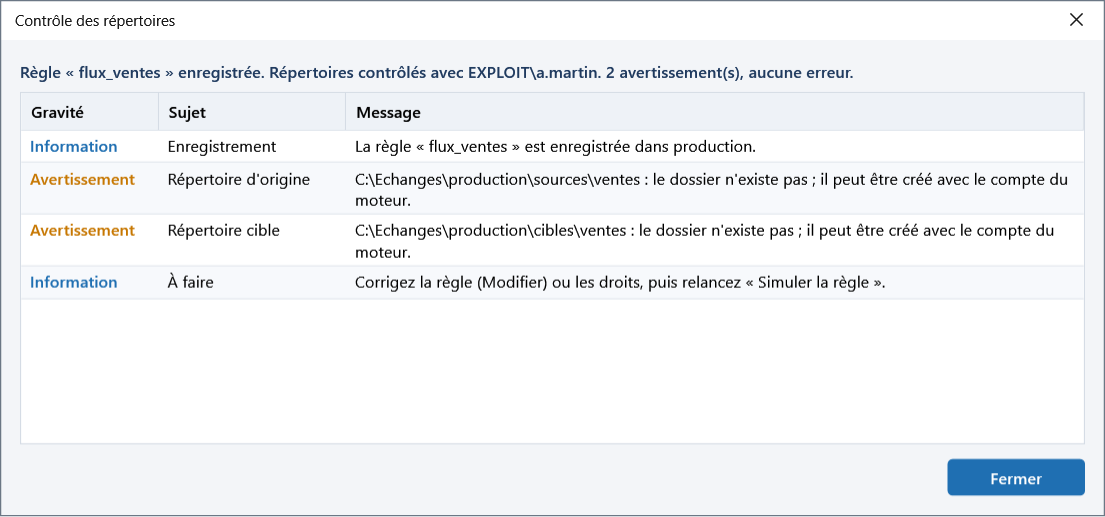 Contrôle des répertoires
Règle « flux_ventes » enregistrée. Répertoires contrôlés avec EXPLOIT\a.martin. 2 avertissement(s), aucune erreur.
Gravité Sujet Message
Information Enregistrement La règle « flux_ventes » est enregistrée dans production.
Avertissement Répertoire d'origine C:\Echanges\production\sources\ventes : le dossier n'existe pas ; il peut être créé avec le compte du
moteur.
Avertissement Répertoire cible C:\Echanges\production\cibles\ventes : le dossier n'existe pas ; il peut être créé avec le compte du
moteur.
Information À faire Corrigez la règle (Modifier) ou les droits, puis relancez « Simuler la règle ».
Fermer